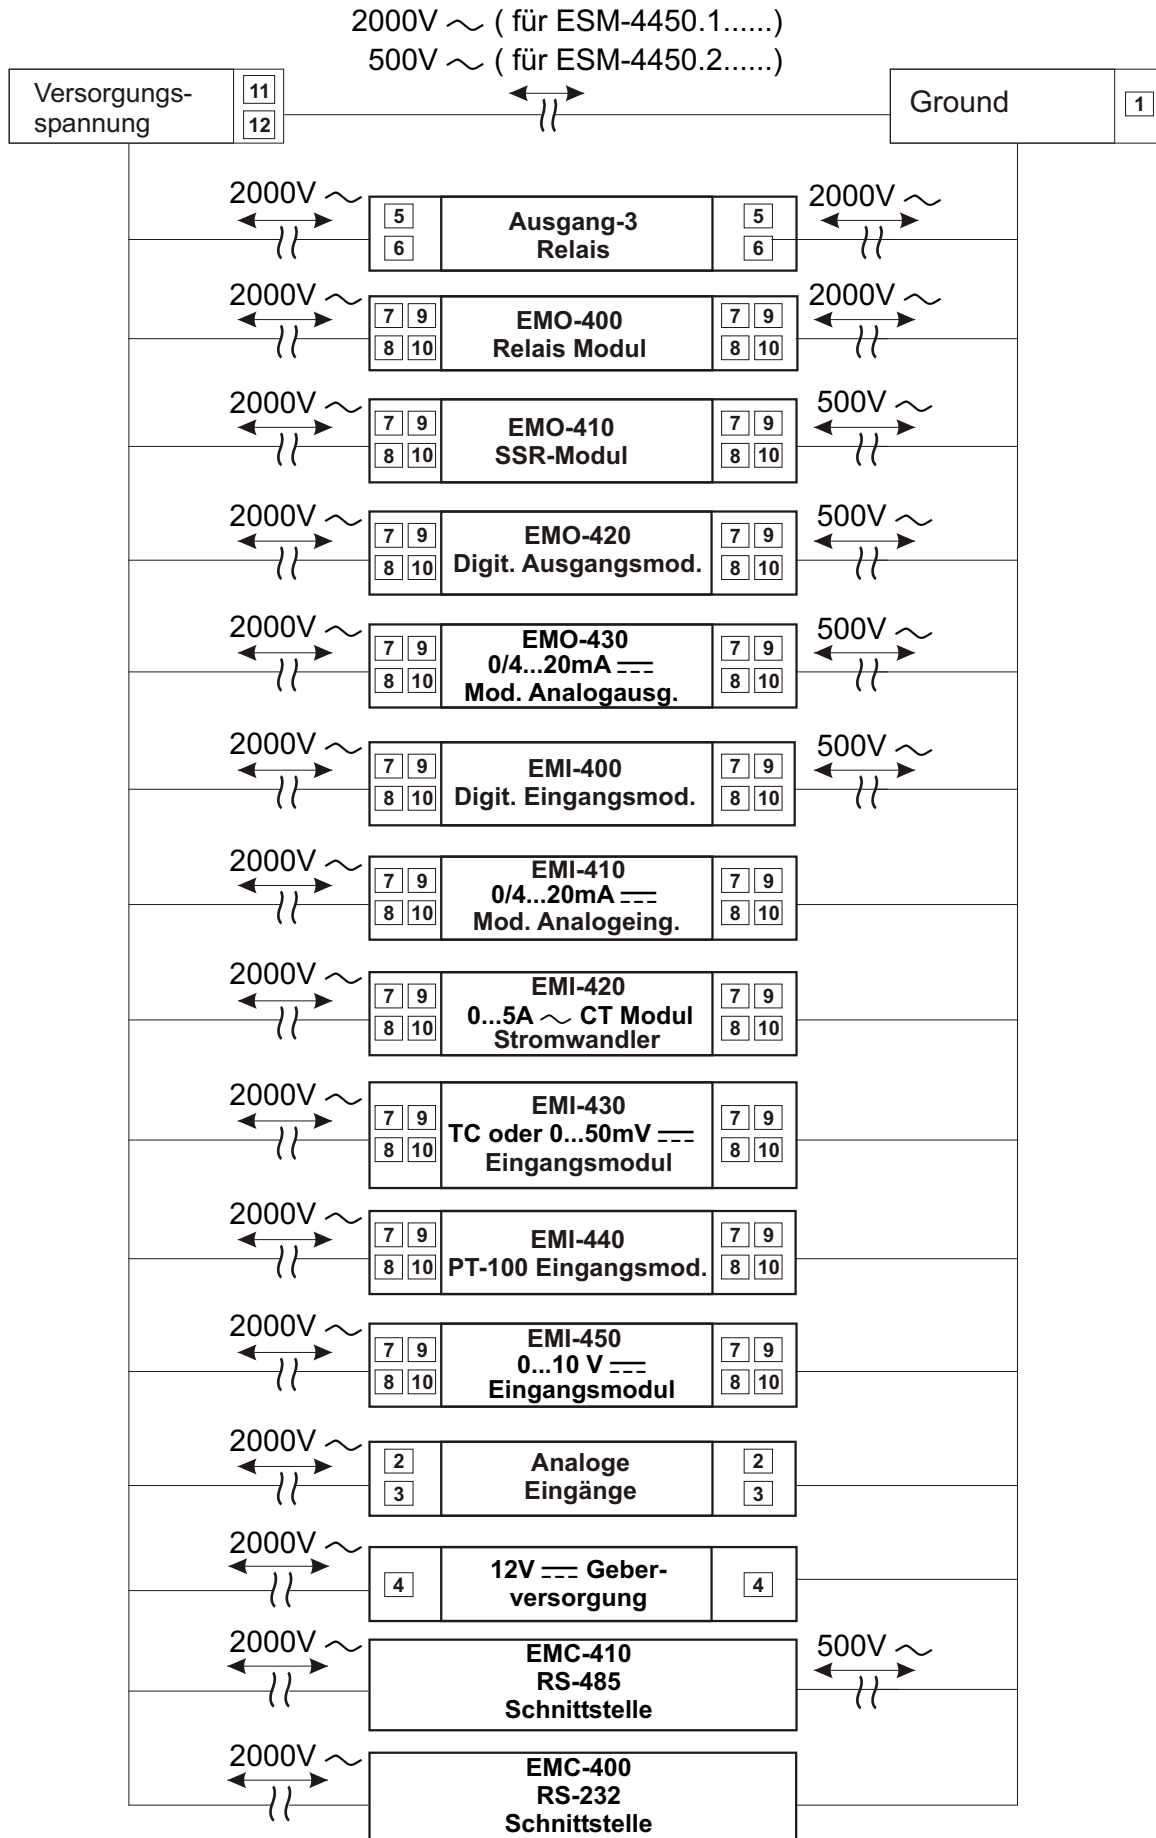 2000V ～ ( für ESM-4450.1......)
500V ～ ( für ESM-4450.2......)
Versorgungs-
spannung
11
12
Ground
1
2000V ～
5
6
Ausgang-3
Relais
5
6
2000V ～
2000V ～
7 9
8 10
EMO-400
Relais Modul
7 9
8 10
2000V ～
2000V ～
7 9
8 10
EMO-410
SSR-Modul
7 9
8 10
500V ～
2000V ～
7 9
8 10
EMO-420
Digit. Ausgangsmod.
7 9
8 10
500V ～
2000V ～
7 9
8 10
EMO-430
0/4...20mA ⎓
Mod. Analogausg.
7 9
8 10
500V ～
2000V ～
7 9
8 10
EMI-400
Digit. Eingangsmod.
7 9
8 10
500V ～
2000V ～
7 9
8 10
EMI-410
0/4...20mA ⎓
Mod. Analogeing.
7 9
8 10
2000V ～
7 9
8 10
EMI-420
0...5A ～ CT Modul
Stromwandler
7 9
8 10
2000V ～
7 9
8 10
EMI-430
TC oder 0...50mV ⎓
Eingangsmodul
7 9
8 10
2000V ～
7 9
8 10
EMI-440
PT-100 Eingangsmod.
7 9
8 10
2000V ～
7 9
8 10
EMI-450
0...10 V ⎓
Eingangsmodul
7 9
8 10
2000V ～
2
3
Analoge
Eingänge
2
3
2000V ～
4
12V ⎓ Geber-
versorgung
4
2000V ～
EMC-410
RS-485
Schnittstelle
500V ～
2000V ～
EMC-400
RS-232
Schnittstelle